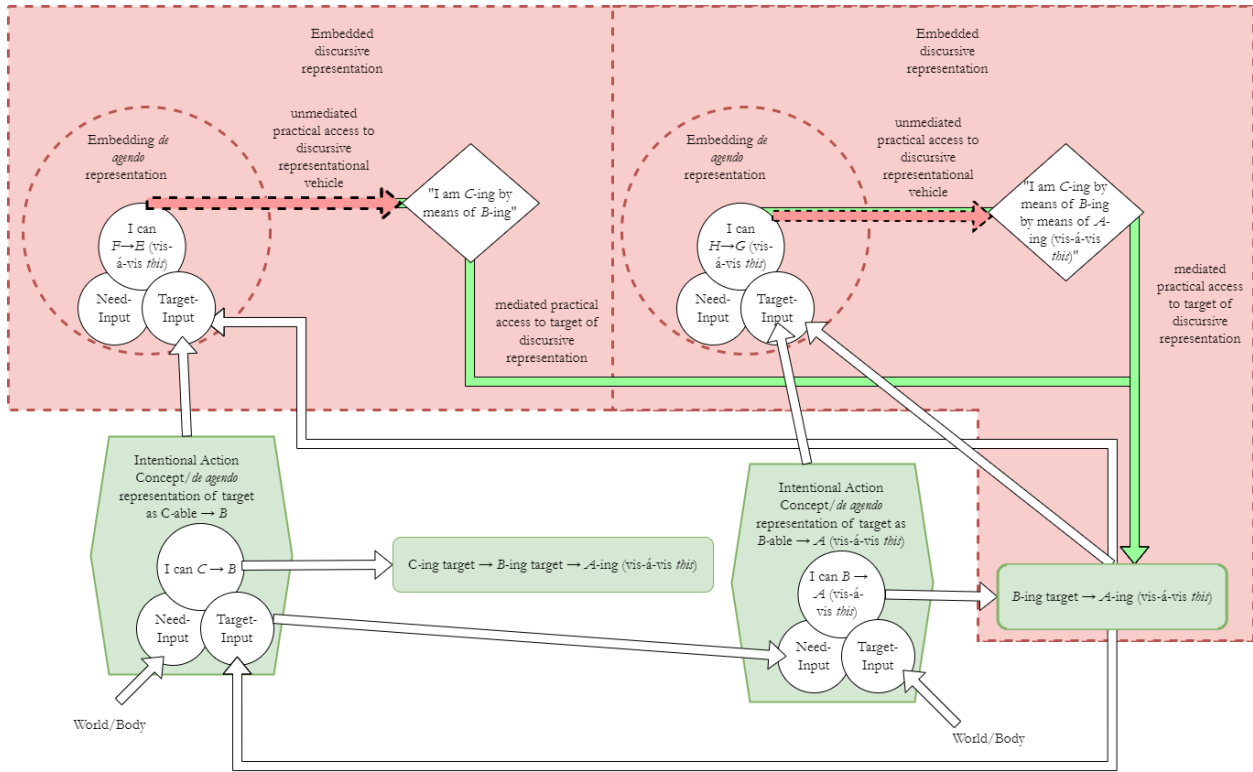 Embedded
discursive
representation
Embedded
discursive
representation
unmediated
practical access to
discursive
representational
vehicle
unmediated
practical access to
discursive
representational
vehicle
Embedding de
agendo
representation
Embedding de
agendo
representation
"I am C-ing by
means of B-ing"
"I am C-ing by
means of B-ing
by means of A-
ing (vis-á-vis
this)"
I can
F→E (vis-
á-vis this)
Need-
Input
Target-
Input
I can
H→G (vis-
á-vis this)
Need-
Input
Target-
Input
mediated practical
access to target of
discursive
representation
mediated
practical access
to target of
discursive
representation
Intentional Action
Concept/de agendo
representation of target
as C-able → B
I can C → B
Need-
Input
Target-
Input
C-ing target → B-ing target → A-ing (vis-á-vis this)
Intentional Action
Concept/de agendo
representation of target as
B-able → A (vis-á-vis this)
I can B →
A (vis-á-
vis this)
Need-
Input
Target-
Input
B-ing target → A-ing (vis-á-vis this)
World/Body
World/Body